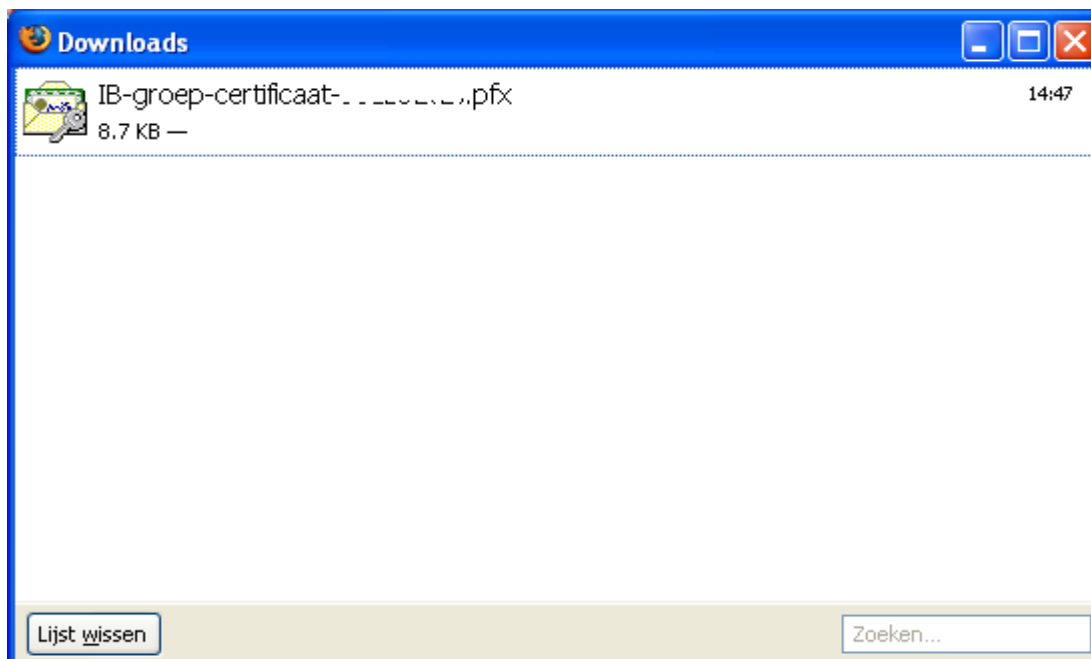 Downloads
IB-groep-certificaat- .pfx
14:47
8.7 KB —
Lijst wissen
Zoeken...